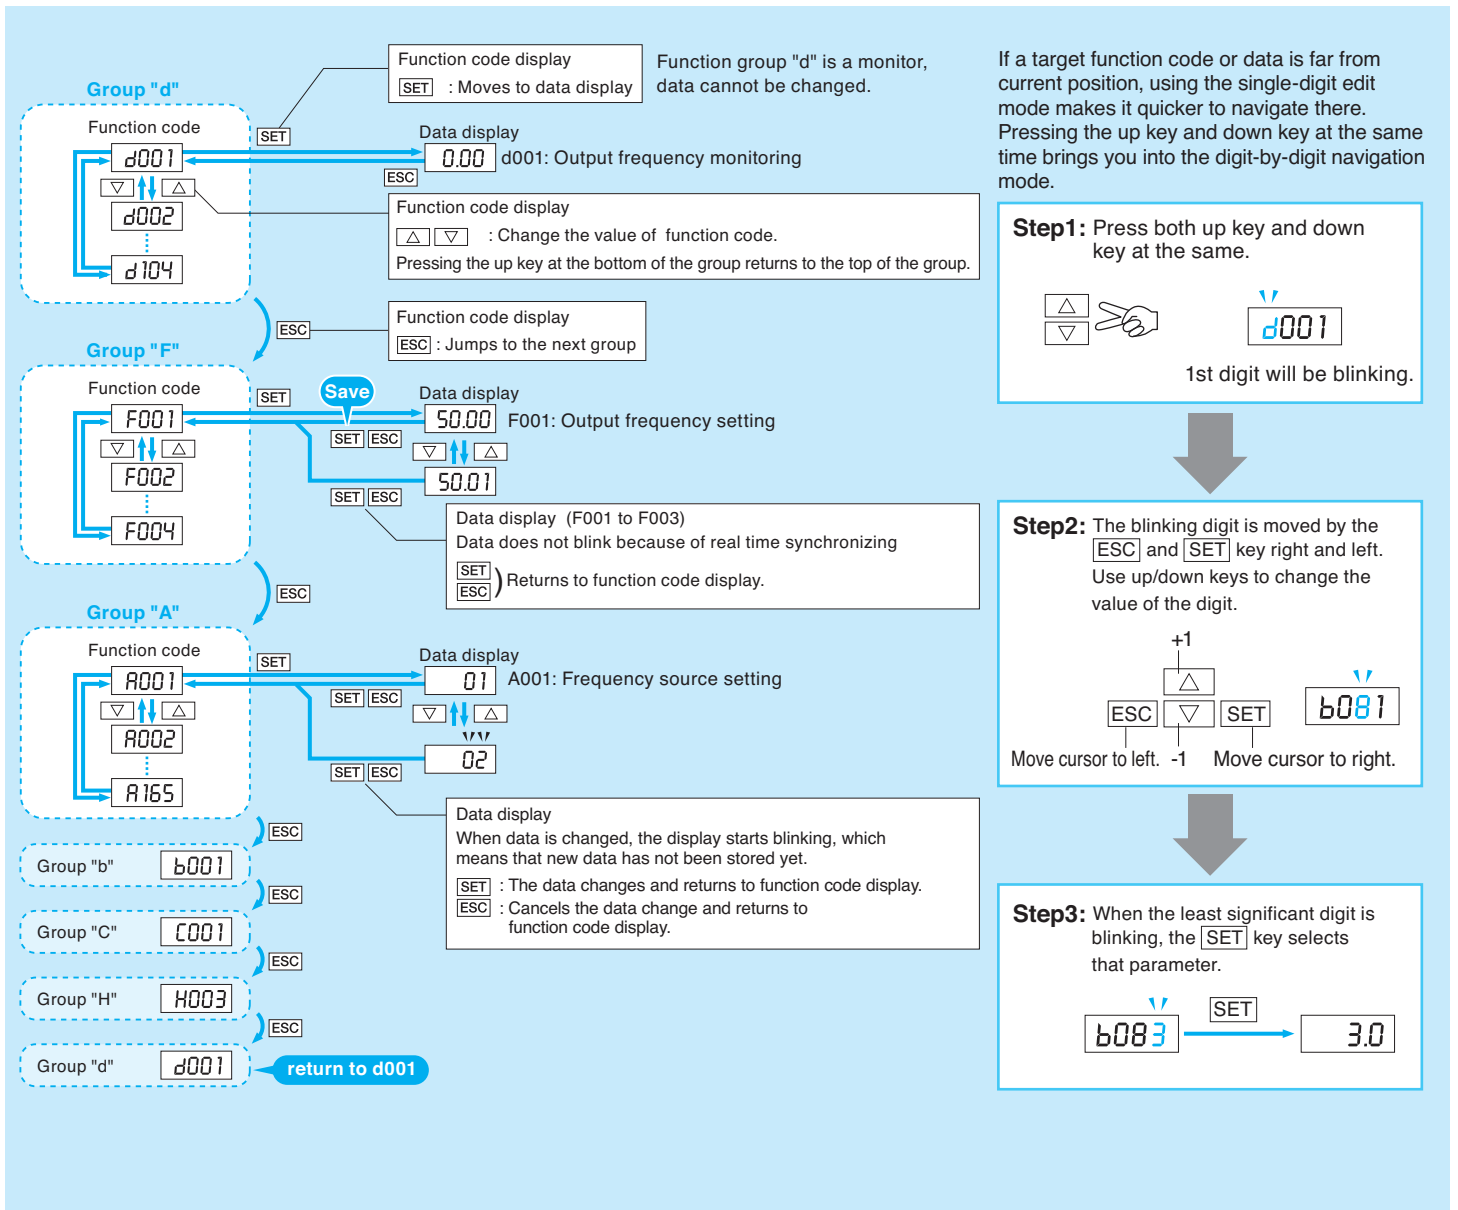 Group "d"
Function code
d001
d002
d104
SET
Function code display
SET : Moves to data display
Function group "d" is a monitor,
data cannot be changed.
Data display
0.00 d001: Output frequency monitoring
ESC
Function code display
△ ▽ : Change the value of function code.
Pressing the up key at the bottom of the group returns to the top of the group.
ESC
Function code display
ESC : Jumps to the next group
Group "F"
Function code
F001
F002
F004
SET
Save
SET ESC
Data display
50.00 F001: Output frequency setting
50.01
SET ESC
Data display (F001 to F003)
Data does not blink because of real time synchronizing
SET
ESC ) Returns to function code display.
ESC
Group "A"
Function code
A001
A002
A165
SET
SET ESC
Data display
01 A001: Frequency source setting
02
SET ESC
Data display
When data is changed, the display starts blinking, which
means that new data has not been stored yet.
SET : The data changes and returns to function code display.
ESC : Cancels the data change and returns to
function code display.
ESC
Group "b" b001
ESC
Group "C" C001
ESC
Group "H" H003
ESC
Group "d" d001
return to d001
If a target function code or data is far from
current position, using the single-digit edit
mode makes it quicker to navigate there.
Pressing the up key and down key at the same
time brings you into the digit-by-digit navigation
mode.
Step1: Press both up key and down
key at the same.
d001
1st digit will be blinking.
Step2: The blinking digit is moved by the
ESC and SET key right and left.
Use up/down keys to change the
value of the digit.
+1
ESC SET
b081
Move cursor to left. -1 Move cursor to right.
Step3: When the least significant digit is
blinking, the SET key selects
that parameter.
SET
b083 3.0